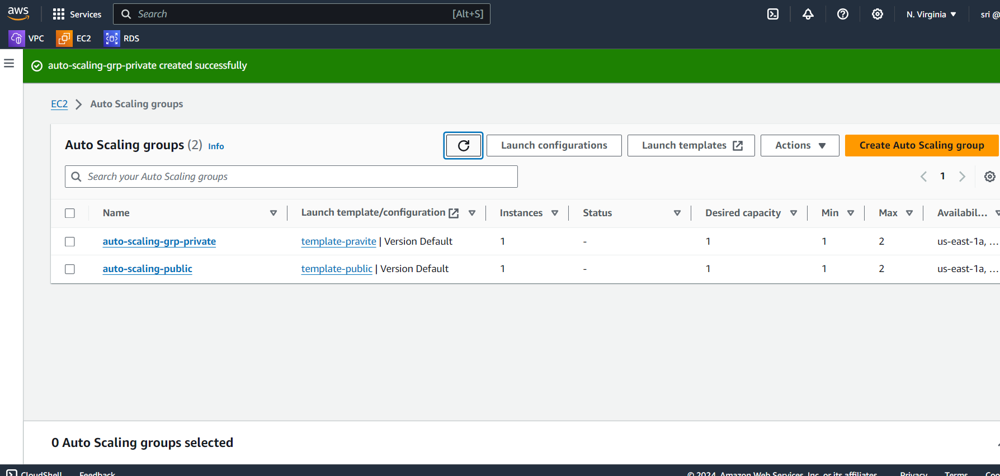 aws Services Search [Alt+S] N. Virginia sri @
VPC EC2 RDS
auto-scaling-grp-private created successfully
EC2 Auto Scaling groups
Auto Scaling groups (2) Info Launch configurations Launch templates Actions Create Auto Scaling group
Search your Auto Scaling groups 1
Name Launch template/configuration Instances Status Desired capacity Min Max Availabil...
auto-scaling-grp-private template-pravite | Version Default 1 - 1 1 2 us-east-1a, ...
auto-scaling-public template-public | Version Default 1 - 1 1 2 us-east-1a, ...
0 Auto Scaling groups selected
CloudShell Feedback © 2024, Amazon Web Services, Inc. or its affiliates. Privacy Terms Coo